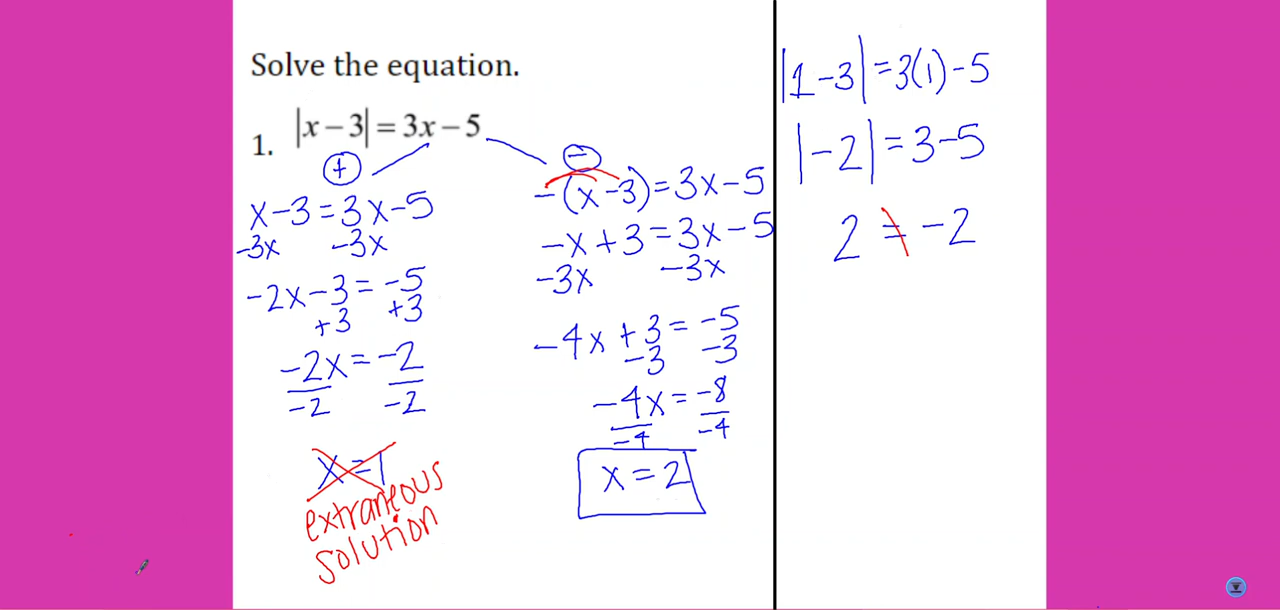 Solve the equation.
1. |x − 3| = 3x − 5
+
x - 3 = 3x - 5
-3x -3x
-2x - 3 = -5
+3 +3
-2x = -2
-2 -2
x = 1
extraneous
solution
-
-(x - 3) = 3x - 5
-x + 3 = 3x - 5
-3x -3x
-4x + 3 = -5
-3 -3
-4x = -8
-4 -4
x = 2
|1 - 3| = 3(1) - 5
|-2| = 3 - 5
2 ≠ -2